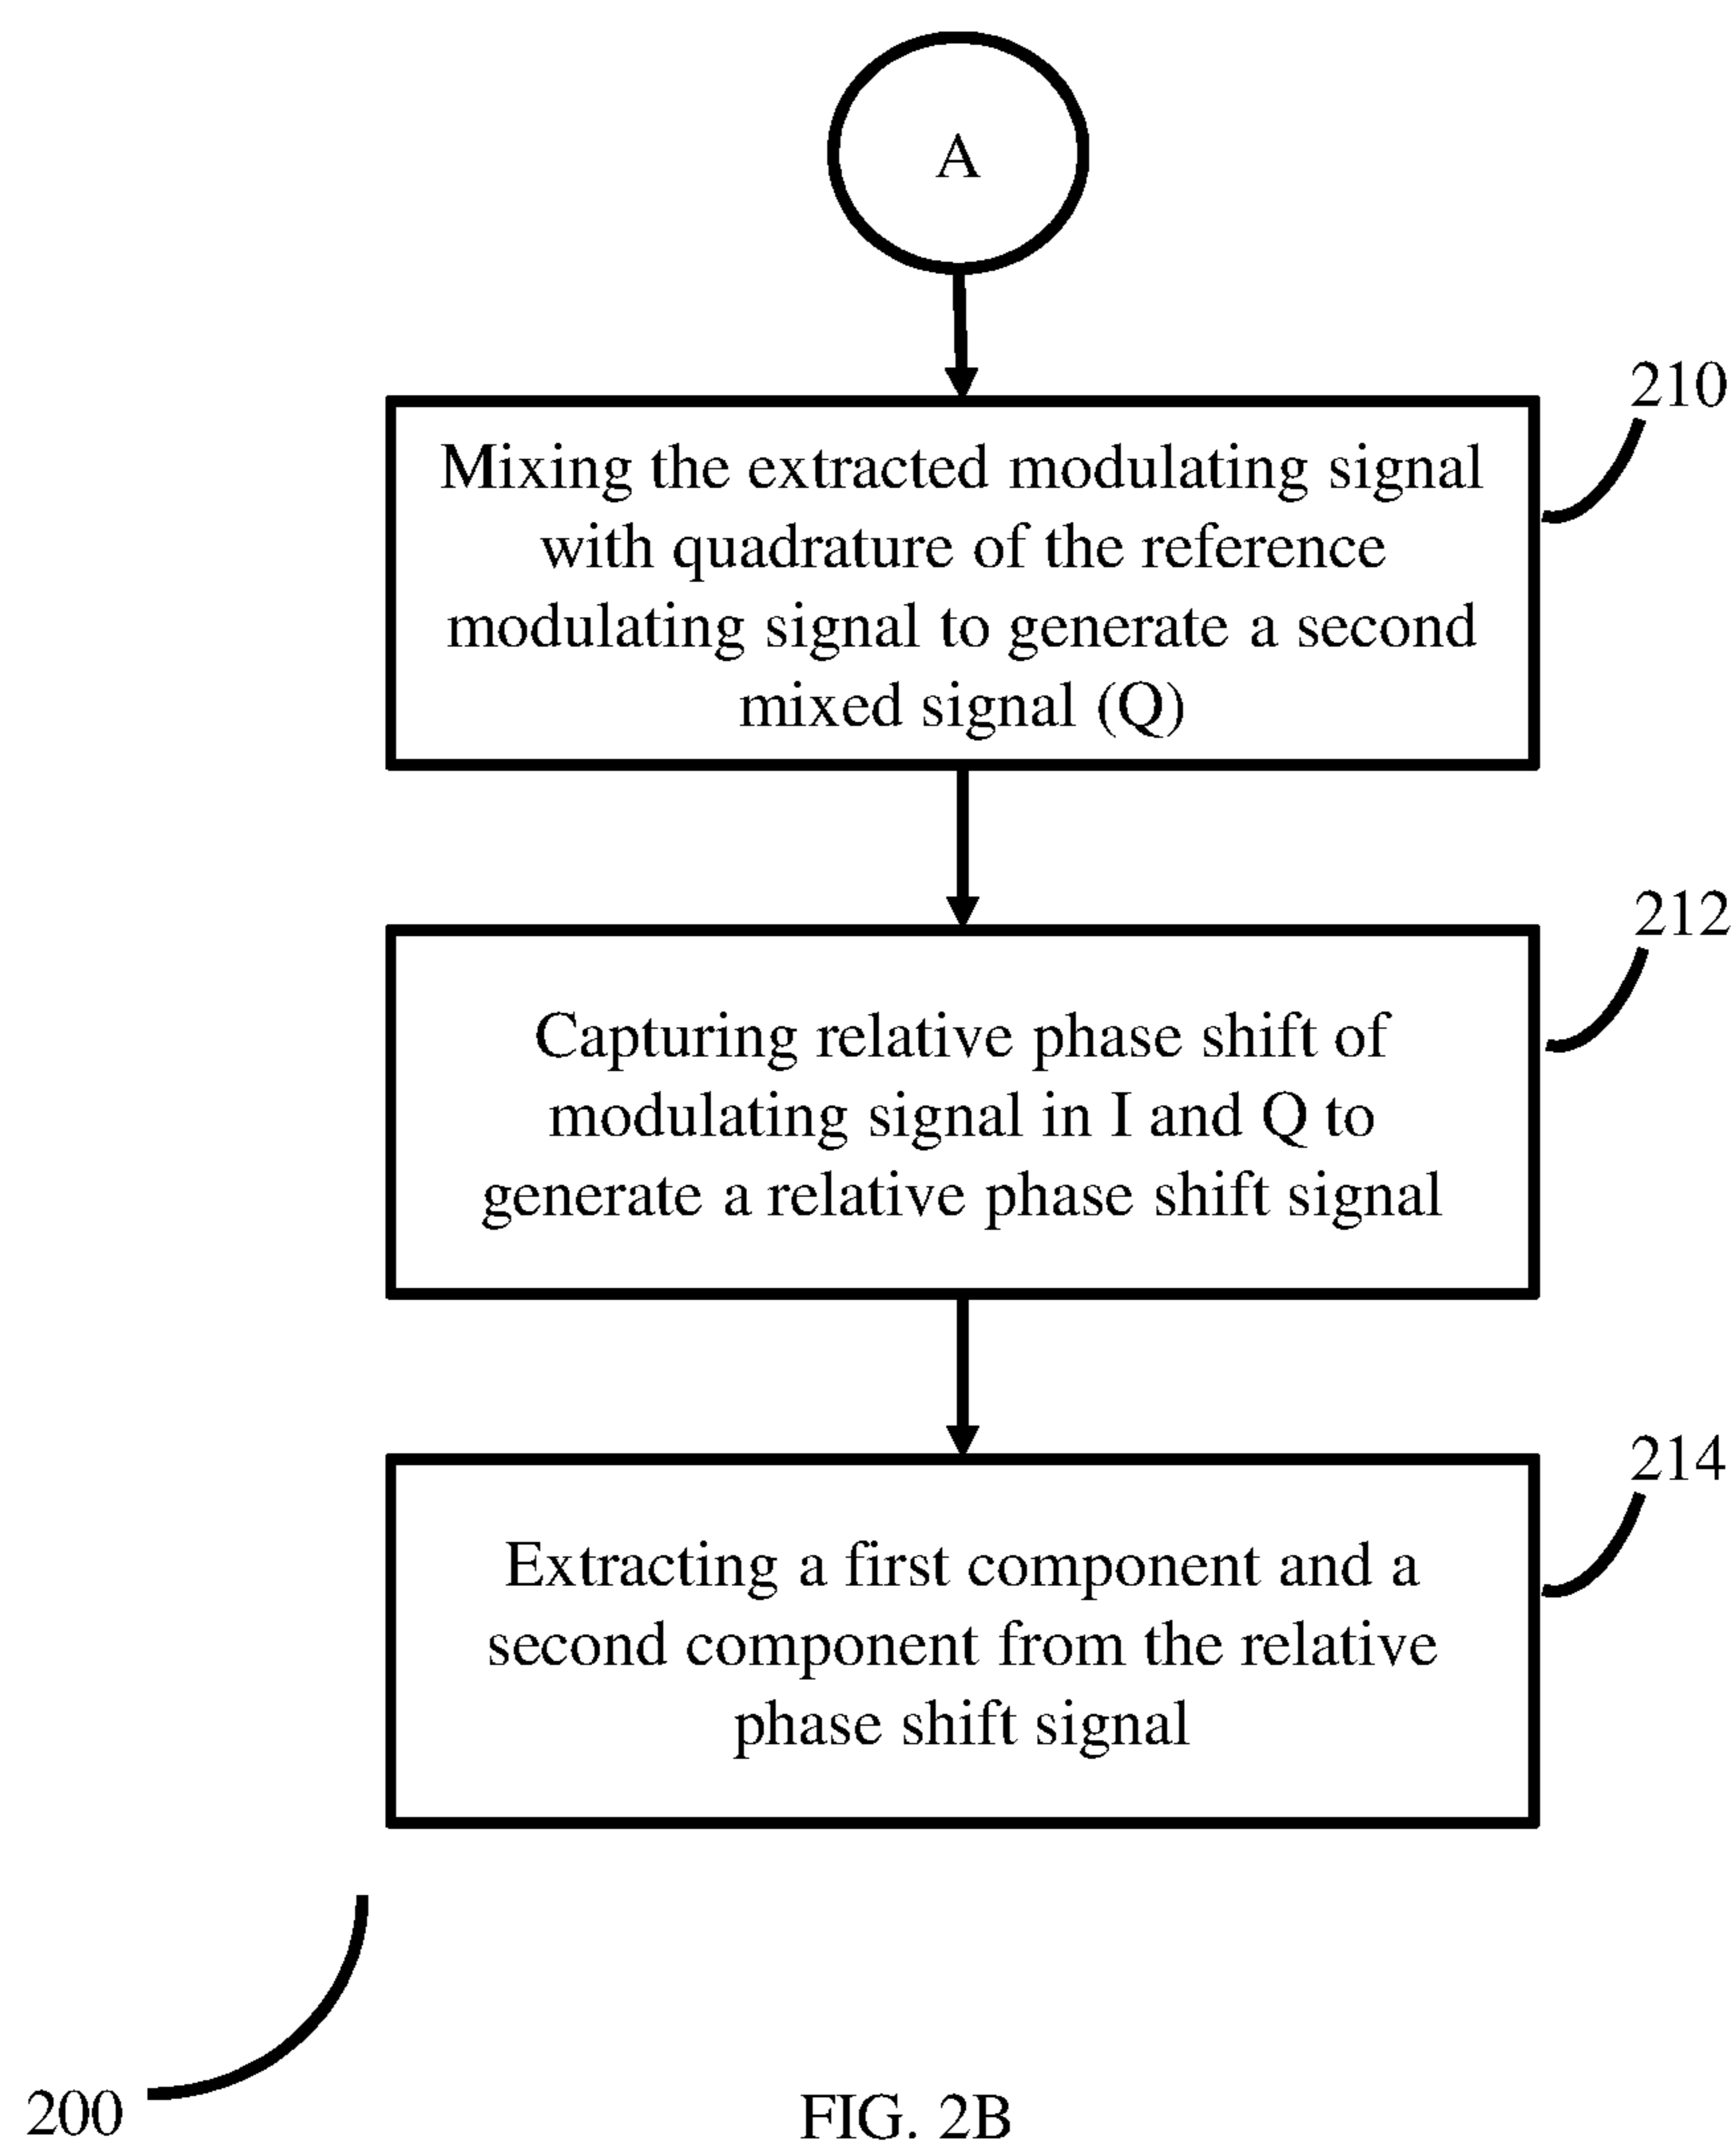 A
210
Mixing the extracted modulating signal
with quadrature of the reference
modulating signal to generate a second
mixed signal (Q)
212
Capturing relative phase shift of
modulating signal in I and Q to
generate a relative phase shift signal
214
Extracting a first component and a
second component from the relative
phase shift signal
200
FIG. 2B